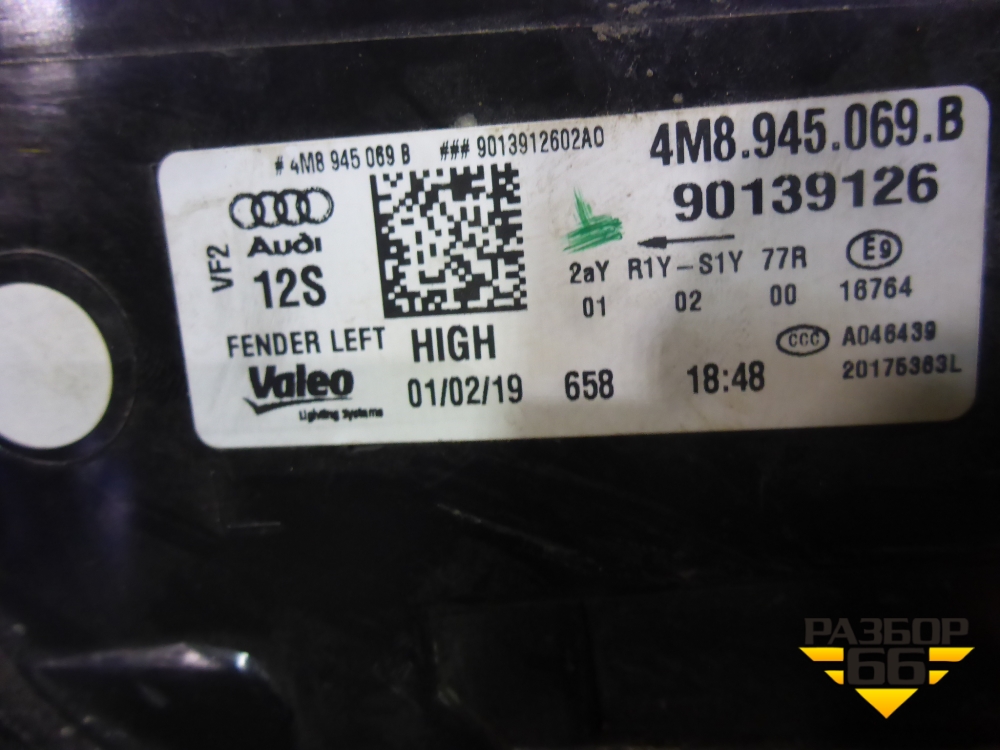 # 4M8 945 069 B ### 9013912602A0 4M8.945.069.B
90139126
VF2
Audi
12S
2aY R1Y-S1Y 77R E9
01 02 00 16764
FENDER LEFT HIGH
CCC A046439
Valeo
Lighting Systems
01/02/19 658 18:48 20175363L
РАЗБОР
66